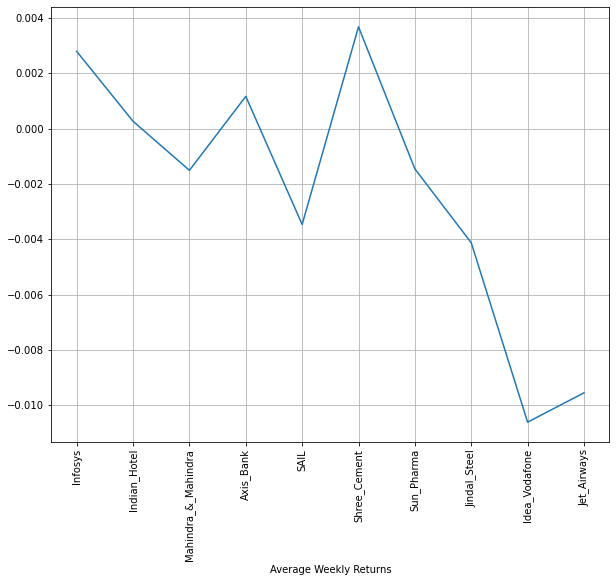 0.004
0.002
0.000
−0.002
−0.004
−0.006
−0.008
−0.010
Infosys
Indian_Hotel
Mahindra_&_Mahindra
Axis_Bank
SAIL
Shree_Cement
Sun_Pharma
Jindal_Steel
Idea_Vodafone
Jet_Airways
Average Weekly Returns